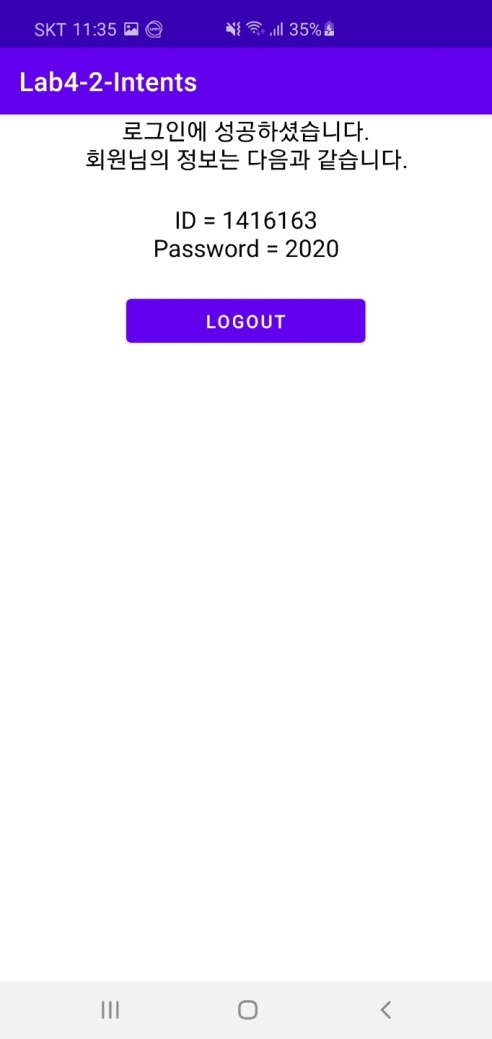 SKT 11:35 35%
Lab4-2-Intents
로그인에 성공하셨습니다.
회원님의 정보는 다음과 같습니다.
ID = 1416163
Password = 2020
LOGOUT